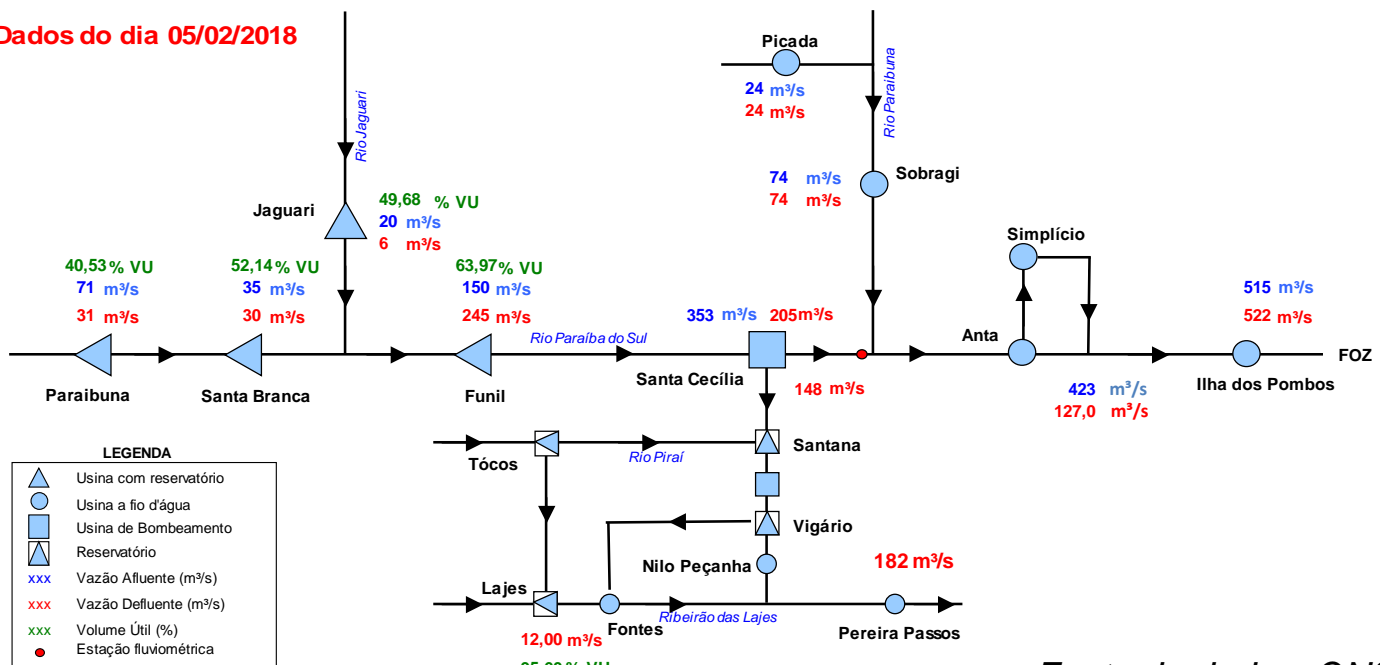 Dados do dia 05/02/2018
Picada
24 m³/s
24 m³/s
Rio Paraibuna
Rio Jaguari
Jaguari
49,68 % VU
20 m³/s
6 m³/s
74 m³/s
74 m³/s
Sobragi
Simplício
40,53 % VU
71 m³/s
31 m³/s
52,14 % VU
35 m³/s
30 m³/s
63,97 % VU
150 m³/s
245 m³/s
Rio Paraíba do Sul
353 m³/s 205 m³/s
515 m³/s
522 m³/s
Anta
FOZ
Paraibuna
Santa Branca
Funil
Santa Cecília
148 m³/s
423 m³/s
127,0 m³/s
Ilha dos Pombos
Tócos
Rio Piraí
Santana
Vigário
Nilo Peçanha
182 m³/s
Lajes
Fontes
Ribeirão das Lajes
Pereira Passos
12,00 m³/s
LEGENDA
Usina com reservatório
Usina a fio d'água
Usina de Bombeamento
Reservatório
xxx Vazão Afluente (m³/s)
xxx Vazão Defluente (m³/s)
xxx Volume Útil (%)
Estação fluviométrica